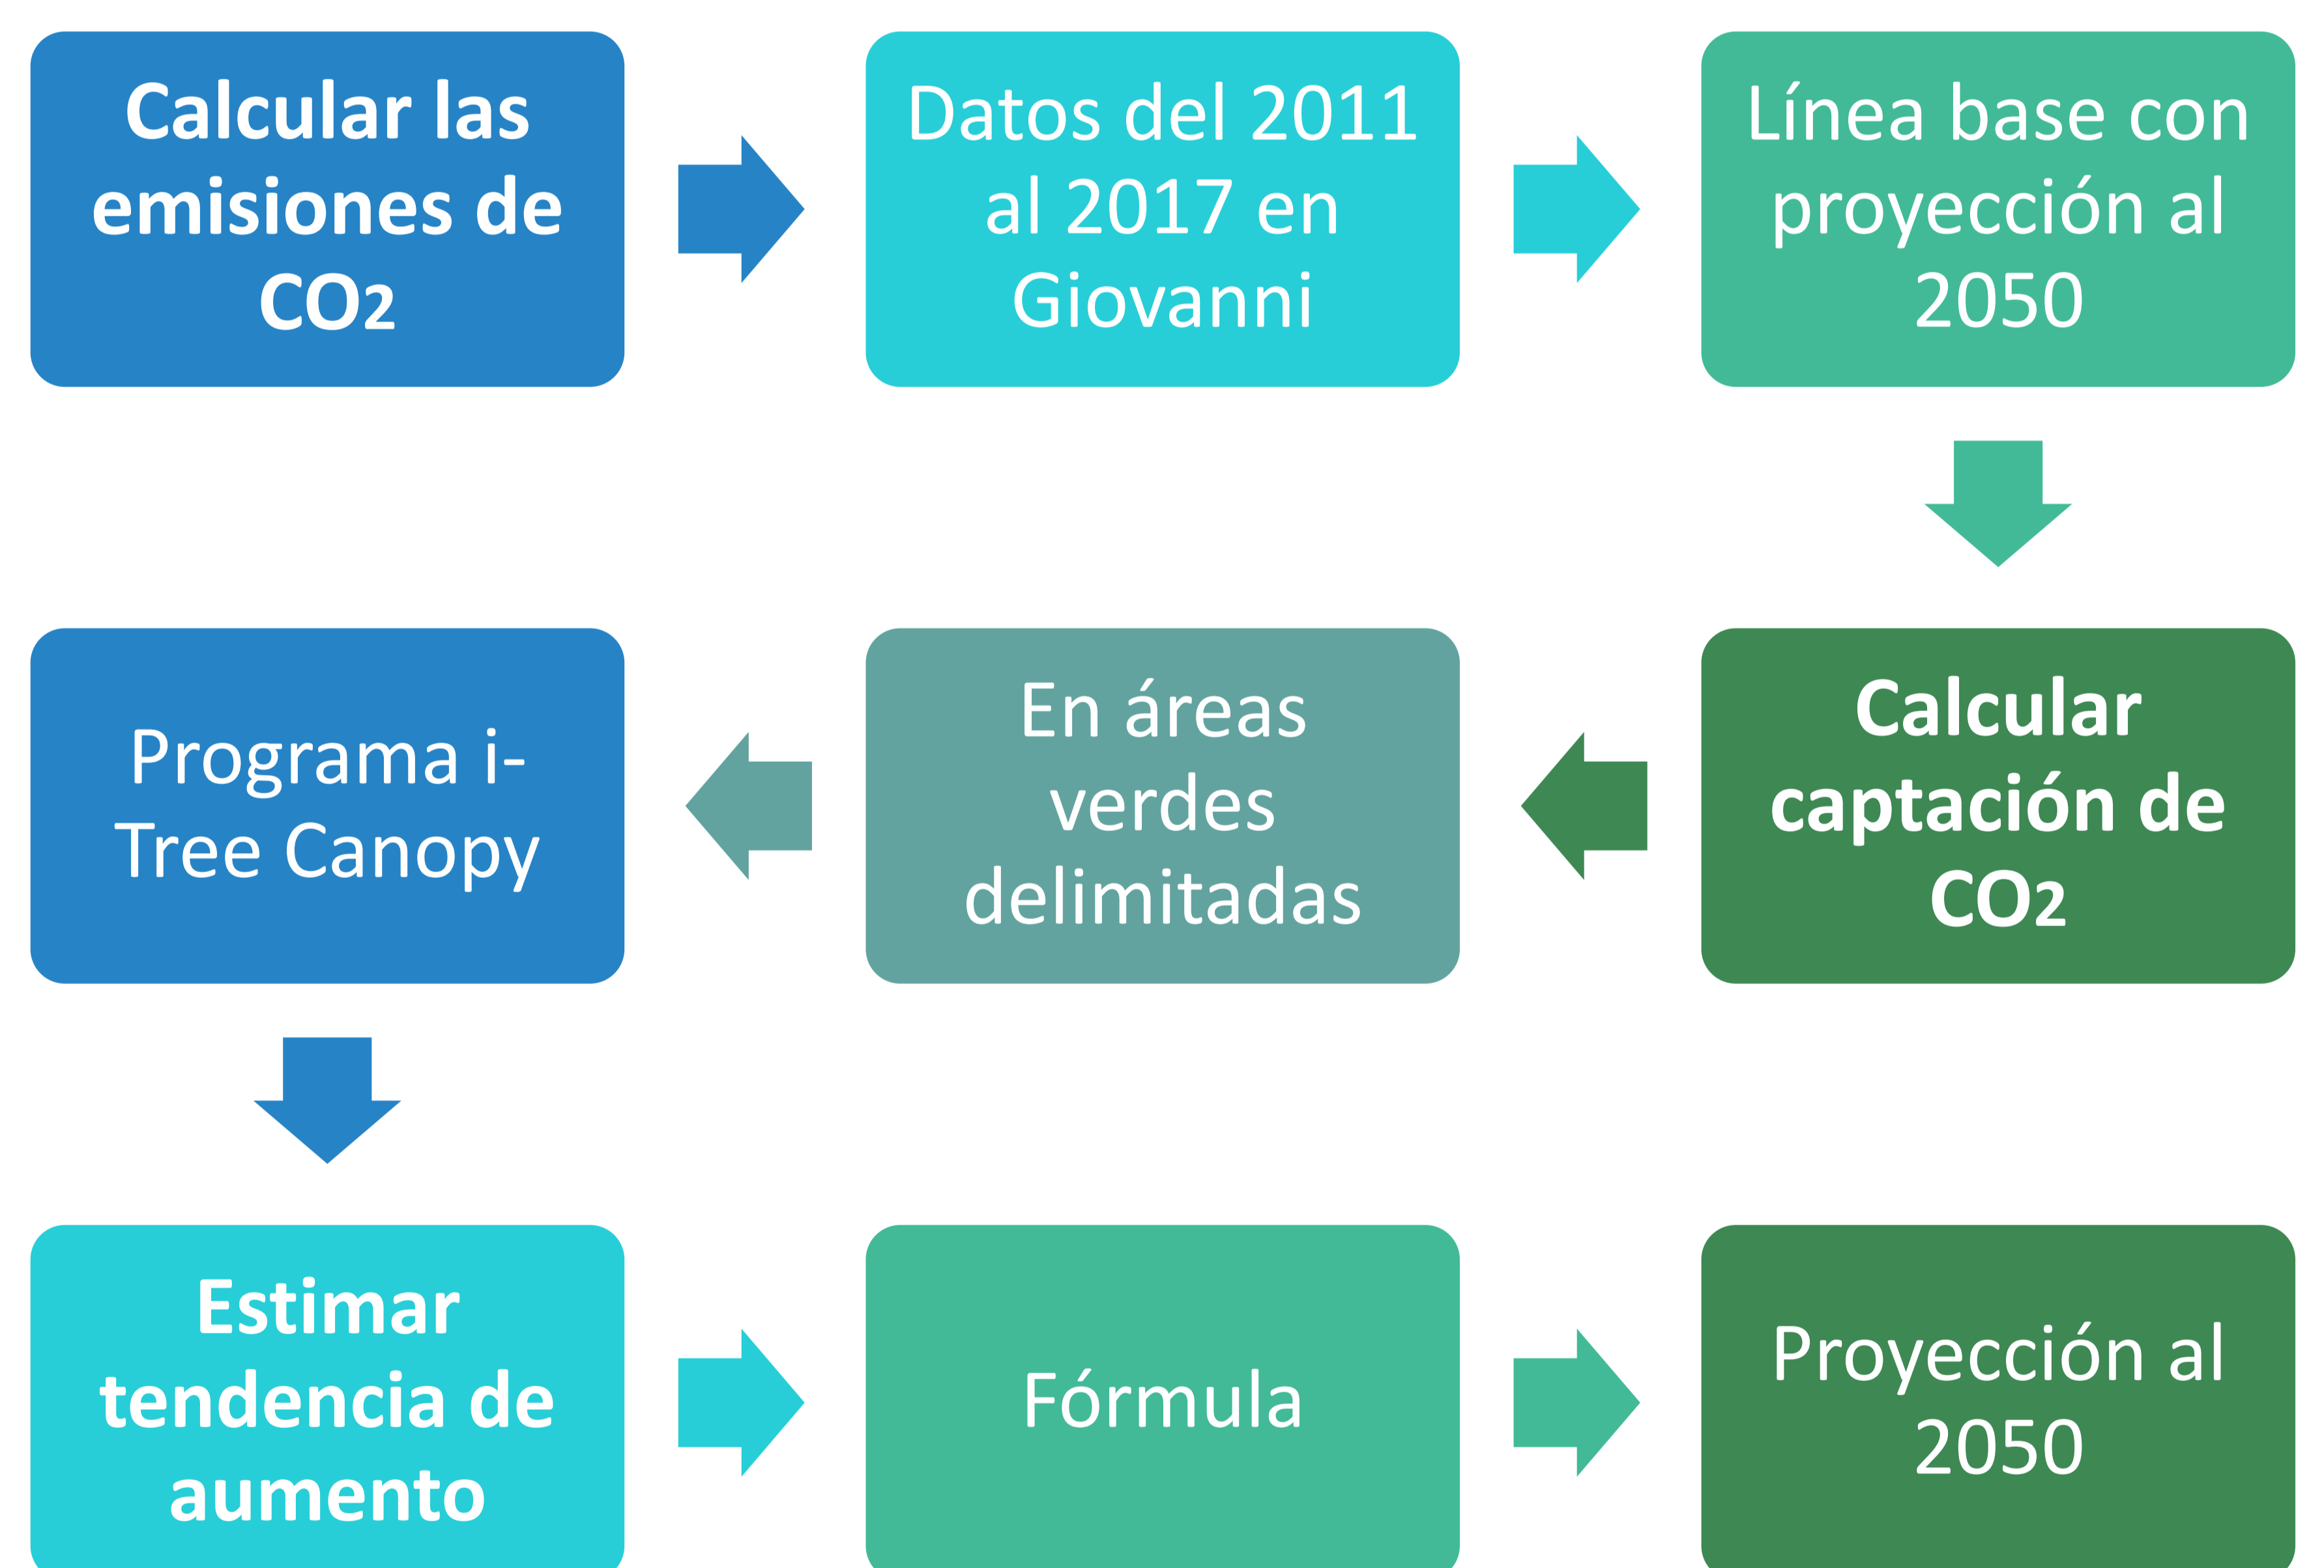 Calcular las
emisiones de
CO2
Datos del 2011
al 2017 en
Giovanni
Línea base con
proyección al
2050
Calcular
captación de
CO2
En áreas
verdes
delimitadas
Programa i-
Tree Canopy
Estimar
tendencia de
aumento
Fórmula
Proyección al
2050